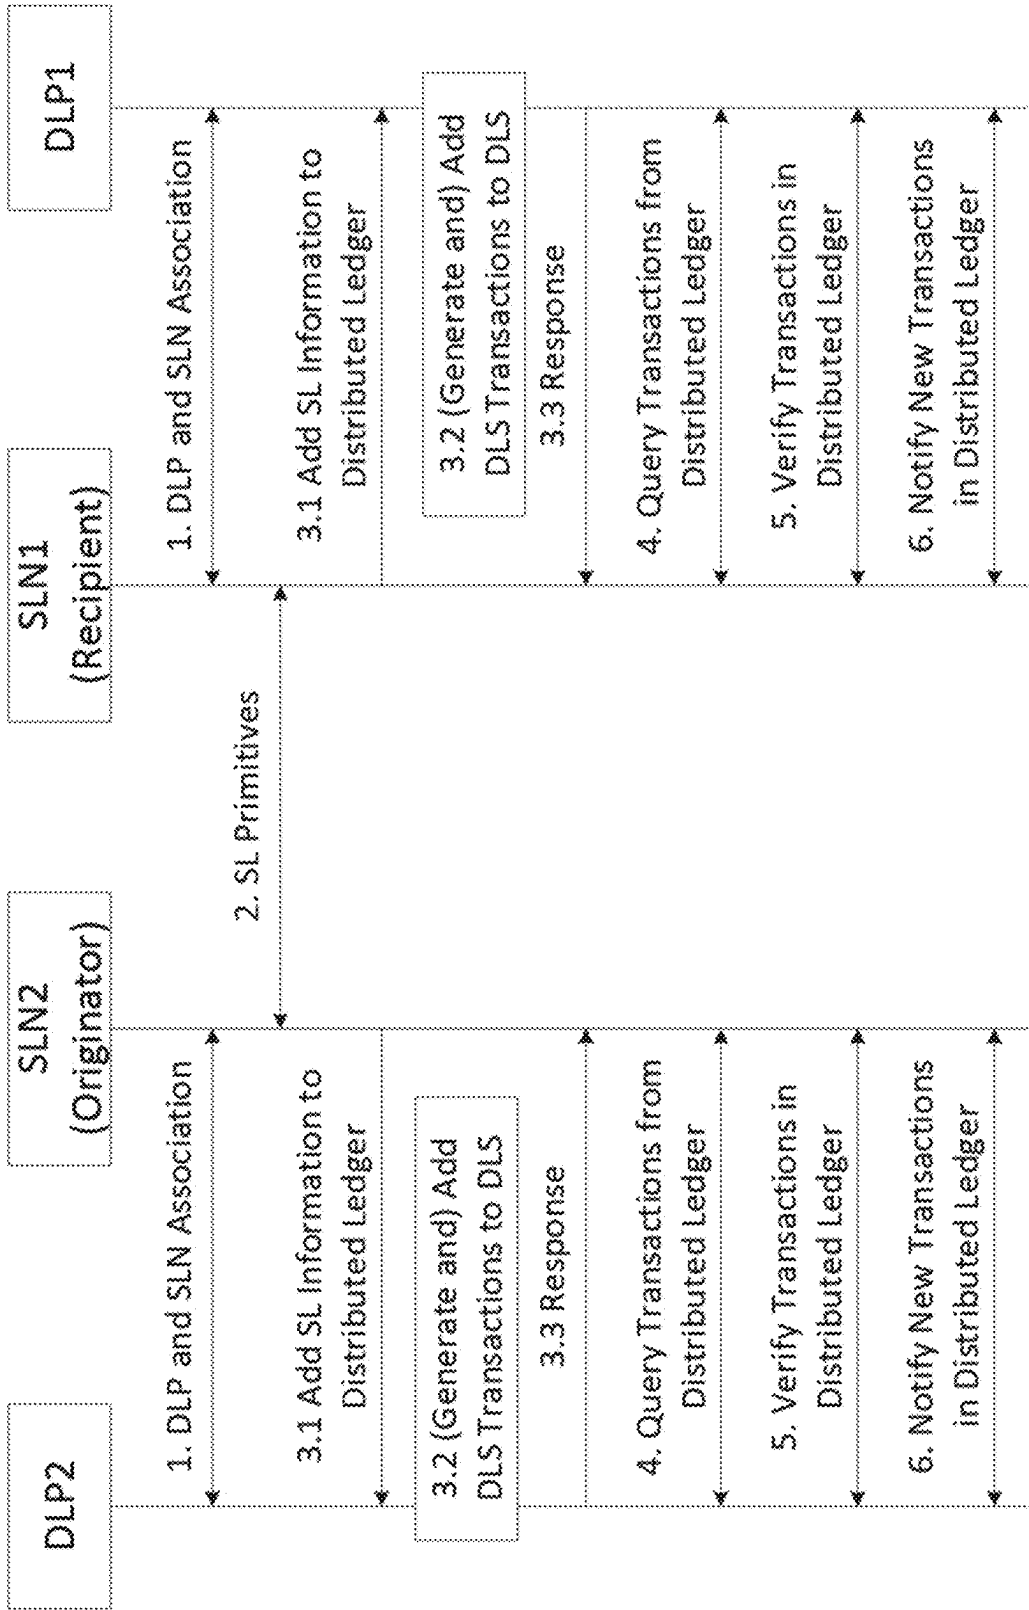 DLP2
SLN2
(Originator)
SLN1
(Recipient)
DLP1
1. DLP and SLN Association
1. DLP and SLN Association
2. SL Primitives
3.1 Add SL Information to
Distributed Ledger
3.1 Add SL Information to
Distributed Ledger
3.2 (Generate and) Add
DLS Transactions to DLS
3.2 (Generate and) Add
DLS Transactions to DLS
3.3 Response
3.3 Response
4. Query Transactions from
Distributed Ledger
4. Query Transactions from
Distributed Ledger
5. Verify Transactions in
Distributed Ledger
5. Verify Transactions in
Distributed Ledger
6. Notify New Transactions
in Distributed Ledger
6. Notify New Transactions
in Distributed Ledger